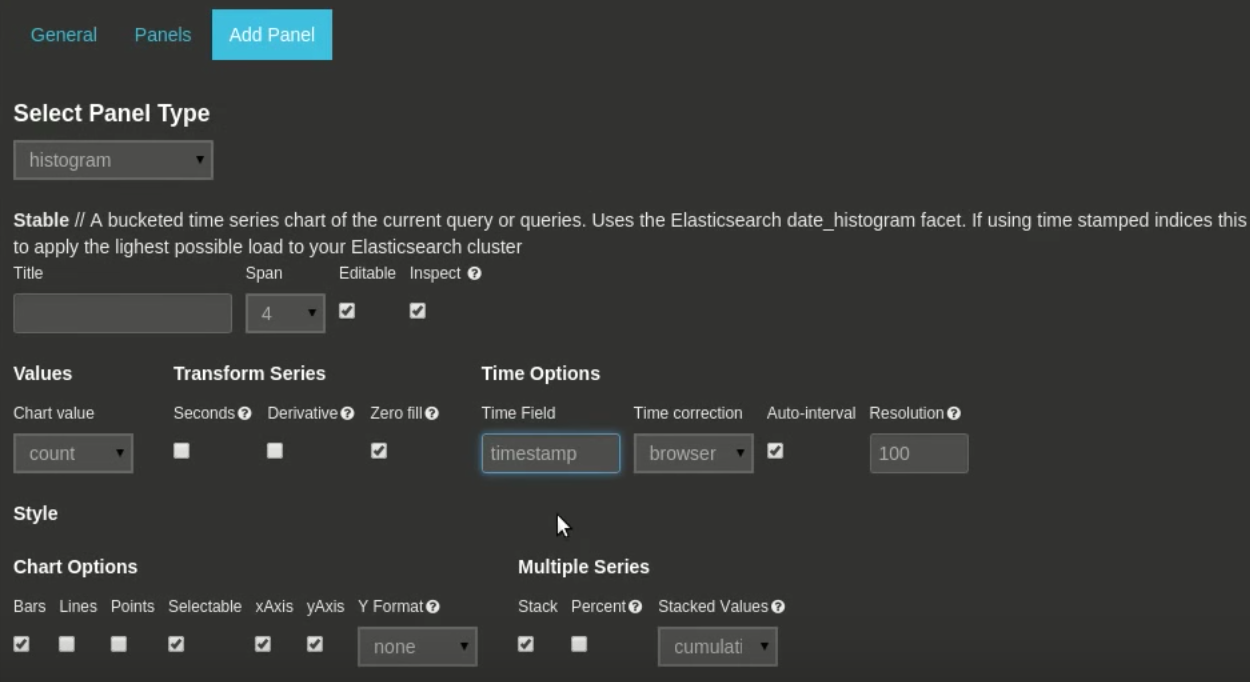 General Panels Add Panel
Select Panel Type
histogram
Stable // A bucketed time series chart of the current query or queries. Uses the Elasticsearch date_histogram facet. If using time stamped indices this
to apply the lighest possible load to your Elasticsearch cluster
Title Span Editable Inspect
4
Values Transform Series Time Options
Chart value Seconds Derivative Zero fill Time Field Time correction Auto-interval Resolution
count timestamp browser 100
Style
Chart Options Multiple Series
Bars Lines Points Selectable xAxis yAxis Y Format Stack Percent Stacked Values
none cumulati